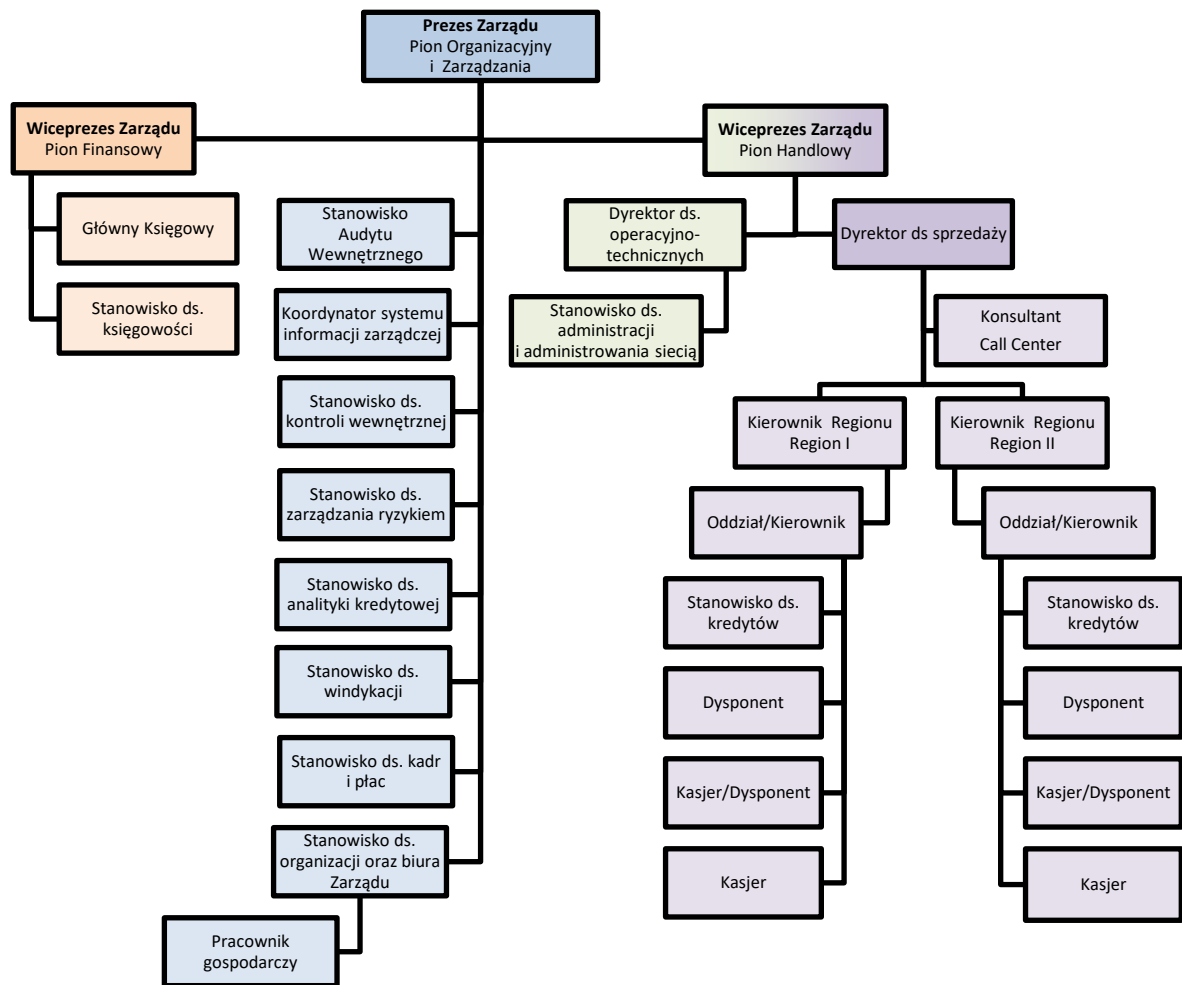 Prezes Zarządu
Pion Organizacyjny
i Zarządzania
Wiceprezes Zarządu
Pion Finansowy
Wiceprezes Zarządu
Pion Handlowy
Główny Księgowy
Stanowisko ds.
księgowości
Stanowisko
Audytu
Wewnętrznego
Koordynator systemu
informacji zarządczej
Stanowisko ds.
kontroli wewnętrznej
Stanowisko ds.
zarządzania ryzykiem
Stanowisko ds.
analityki kredytowej
Stanowisko ds.
windykacji
Stanowisko ds. kadr
i płac
Stanowisko ds.
organizacji oraz biura
Zarządu
Pracownik
gospodarczy
Dyrektor ds.
operacyjno-
technicznych
Stanowisko ds.
administracji
i administrowania siecią
Dyrektor ds sprzedaży
Konsultant
Call Center
Kierownik Regionu
Region I
Oddział/Kierownik
Stanowisko ds.
kredytów
Dysponent
Kasjer/Dysponent
Kasjer
Kierownik Regionu
Region II
Oddział/Kierownik
Stanowisko ds.
kredytów
Dysponent
Kasjer/Dysponent
Kasjer